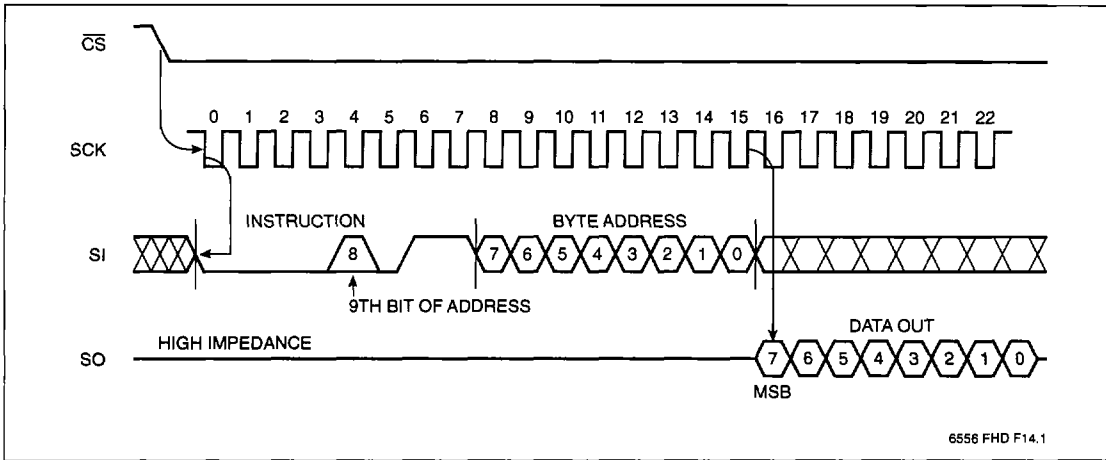 CS
0 1 2 3 4 5 6 7 8 9 10 11 12 13 14 15 16 17 18 19 20 21 22
SCK
INSTRUCTION BYTE ADDRESS
SI 8 7 6 5 4 3 2 1 0
9TH BIT OF ADDRESS
HIGH IMPEDANCE DATA OUT
SO 7 6 5 4 3 2 1 0
MSB
6556 FHD F14.1